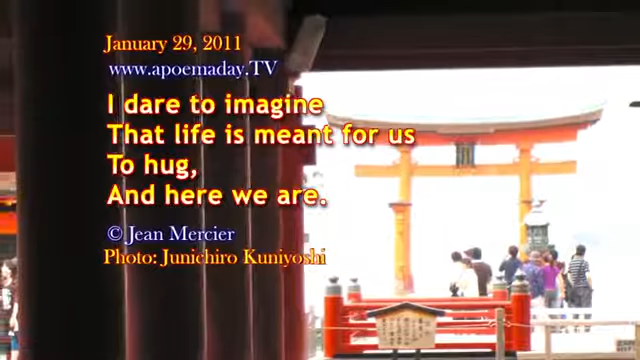 January 29, 2011
www.apoemaday.TV
I dare to imagine
That life is meant for us
To hug,
And here we are.
© Jean Mercier
Photo: Junichiro Kuniyoshi